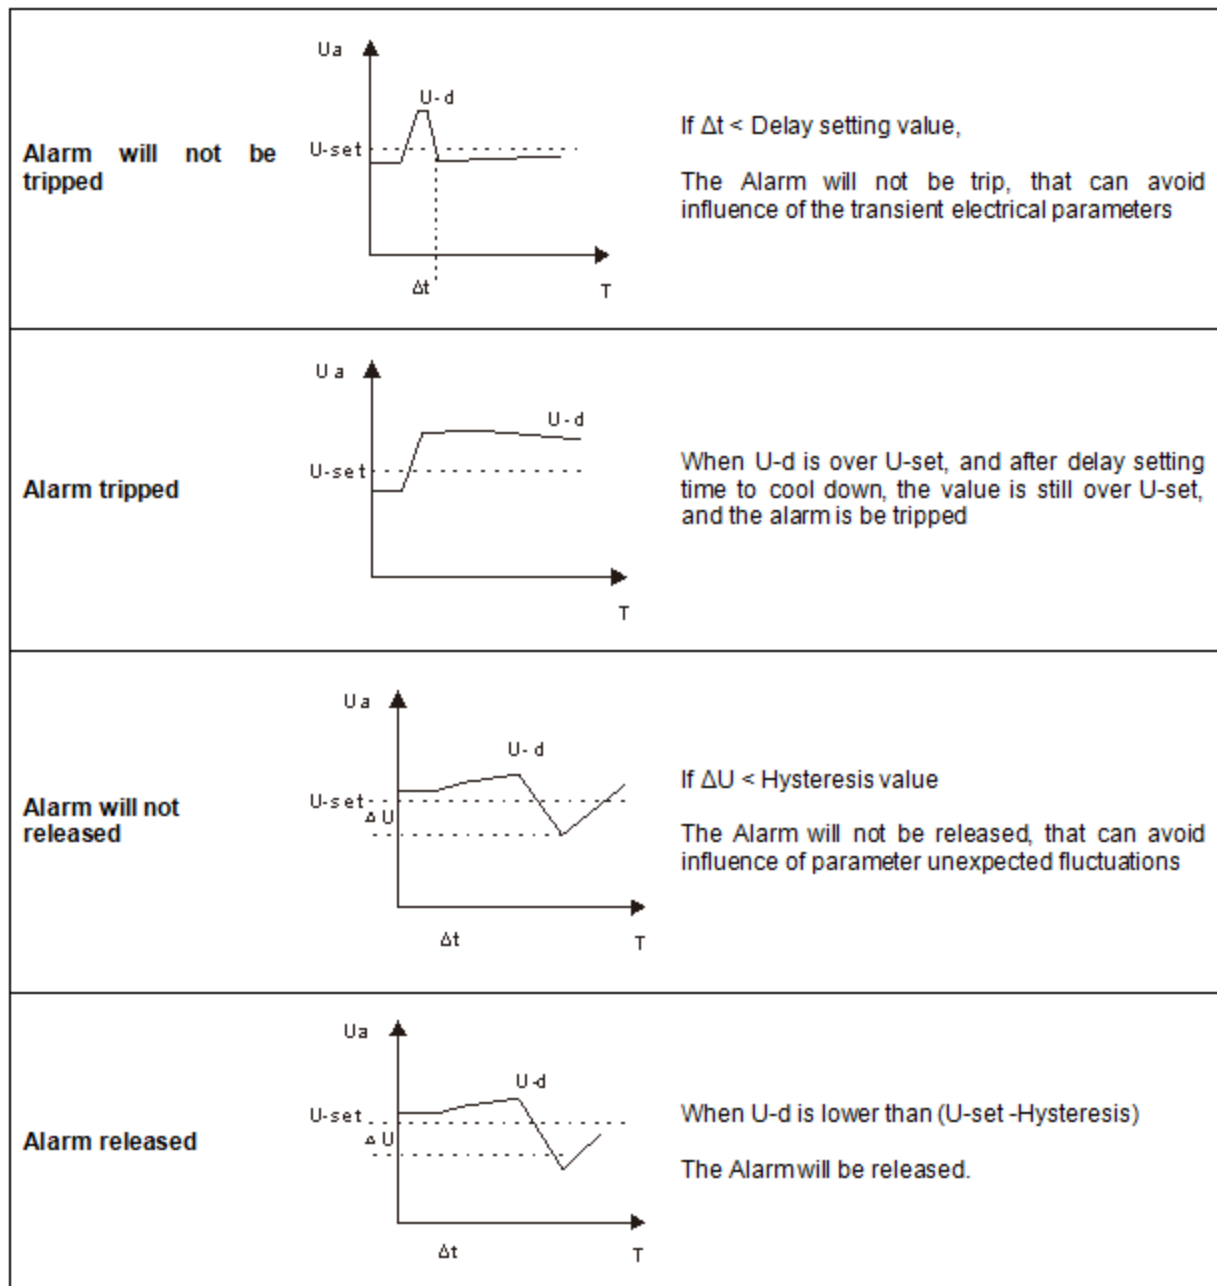 Ua
U-d
If Δt < Delay setting value,
Alarm will not be
tripped
U-set
The Alarm will not be trip, that can avoid
influence of the transient electrical parameters
Δt
T
Ua
U-d
Alarm tripped
U-set
When U-d is over U-set, and after delay setting
time to cool down, the value is still over U-set,
and the alarm is be tripped
T
Ua
U-d
If ΔU < Hysteresis value
Alarm will not
released
U-set
ΔU
The Alarm will not be released, that can avoid
influence of parameter unexpected fluctuations
Δt
T
Ua
U-d
U-set
When U-d is lower than (U-set -Hysteresis)
Alarm released
ΔU
The Alarm will be released.
Δt
T